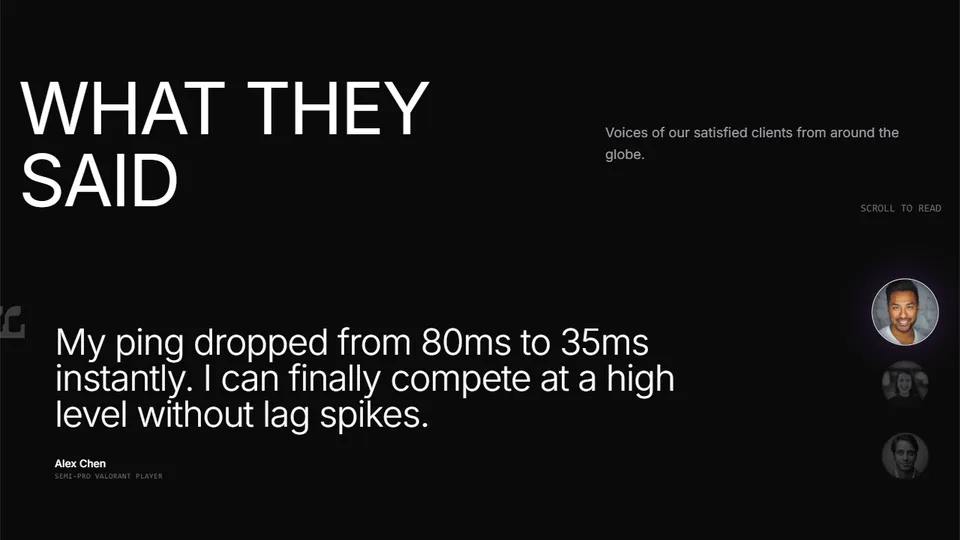 WHAT THEY
SAID
Voices of our satisfied clients from around the
globe.
SCROLL TO READ
My ping dropped from 80ms to 35ms
instantly. I can finally compete at a high
level without lag spikes.
Alex Chen
SEMI-PRO VALORANT PLAYER